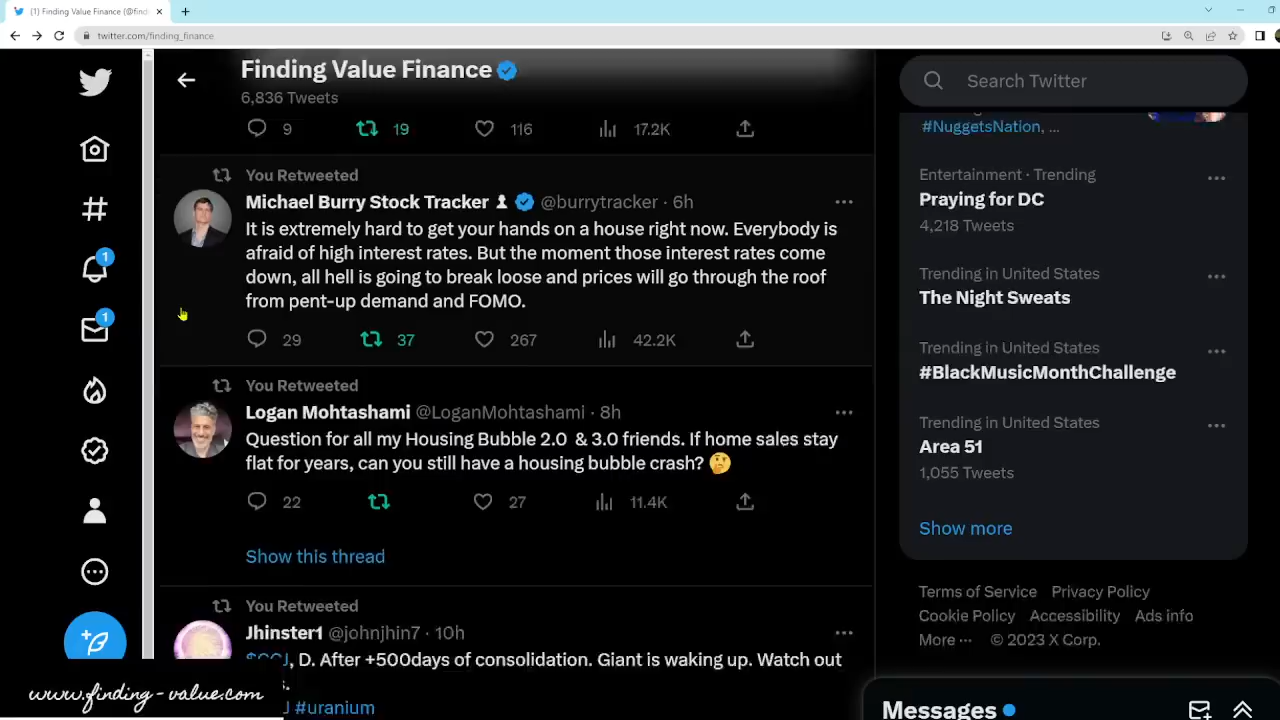 (1) Finding Value Finance (@find
twitter.com/finding_finance
Finding Value Finance
6,836 Tweets
9 19 116 17.2K
You Retweeted
Michael Burry Stock Tracker @burrytracker · 6h
It is extremely hard to get your hands on a house right now. Everybody is
afraid of high interest rates. But the moment those interest rates come
down, all hell is going to break loose and prices will go through the roof
from pent-up demand and FOMO.
29 37 267 42.2K
You Retweeted
Logan Mohtashami @LoganMohtashami · 8h
Question for all my Housing Bubble 2.0 & 3.0 friends. If home sales stay
flat for years, can you still have a housing bubble crash? 🤔
22 27 11.4K
Show this thread
You Retweeted
Jhinster1 @johnjhin7 · 10h
, D. After +500days of consolidation. Giant is waking up. Watch out
#uranium
1
1
www.finding-value.com
Search Twitter
#NuggetsNation, ...
Entertainment · Trending
Praying for DC
4,218 Tweets
Trending in United States
The Night Sweats
Trending in United States
#BlackMusicMonthChallenge
Trending in United States
Area 51
1,055 Tweets
Show more
Terms of Service Privacy Policy
Cookie Policy Accessibility Ads info
More ··· © 2023 X Corp.
Messages